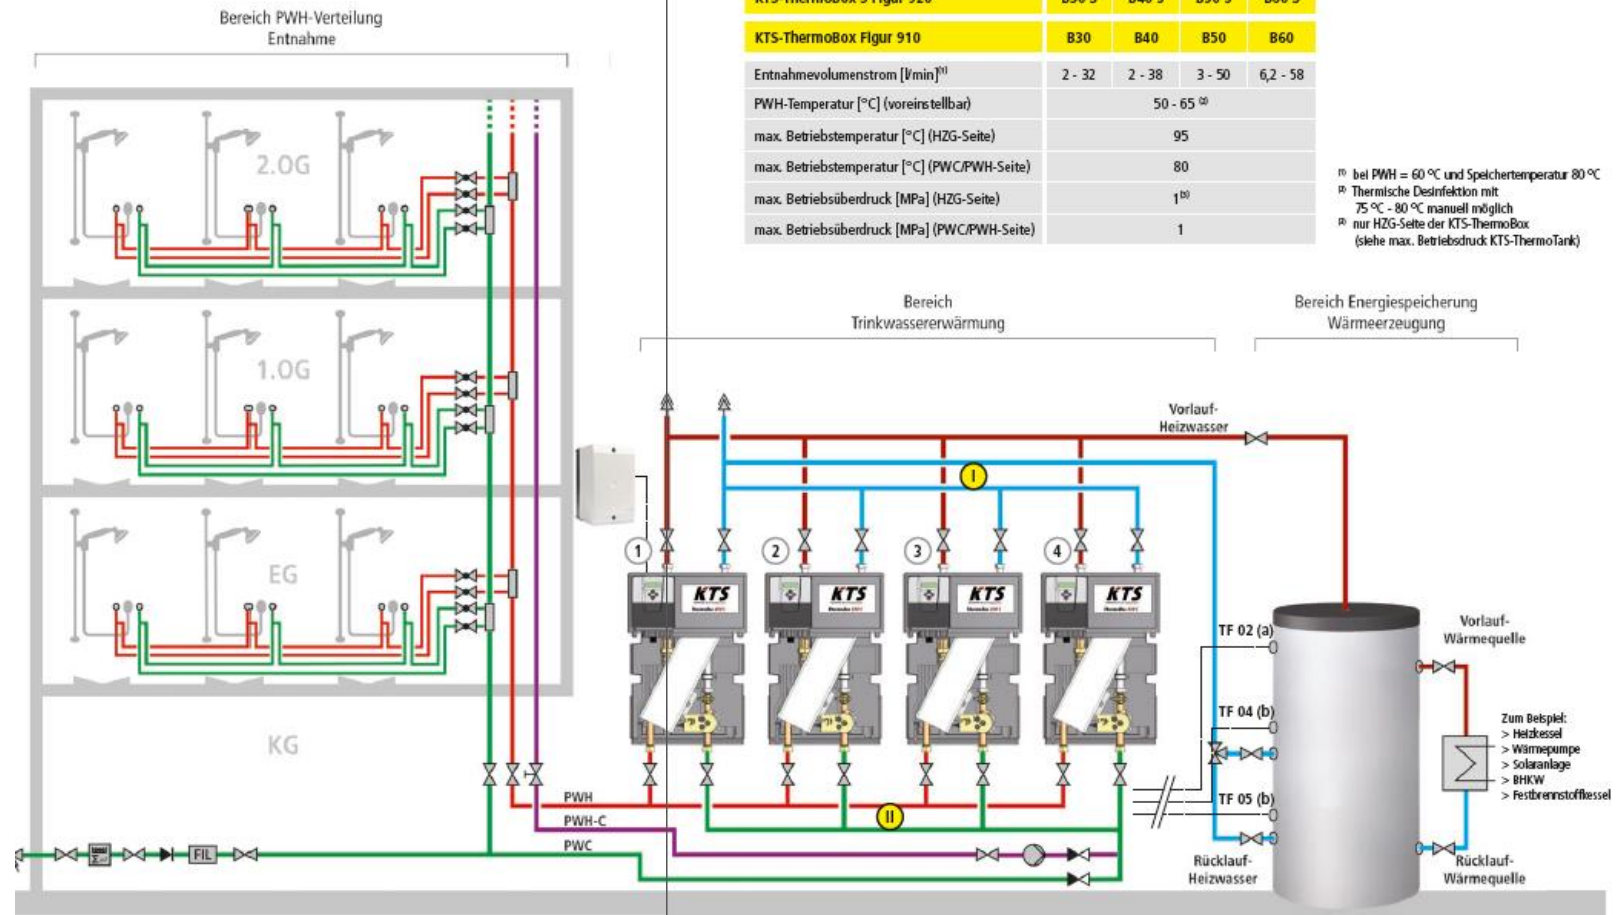 Bereich PWH-Verteilung
Entnahme
KTS-ThermoBox Figur 910 B30 B40 B50 B60
Entnahmevolumenstrom [l/min]⁽¹⁾ 2 - 32 2 - 38 3 - 50 6,2 - 58
PWH-Temperatur [°C] (voreinstellbar) 50 - 65 ⁽²⁾
max. Betriebstemperatur [°C] (HZG-Seite) 95
max. Betriebstemperatur [°C] (PWC/PWH-Seite) 80
max. Betriebsüberdruck [MPa] (HZG-Seite) 1⁽³⁾
max. Betriebsüberdruck [MPa] (PWC/PWH-Seite) 1
⁽¹⁾ bei PWH = 60 °C und Speichertemperatur 80 °C
⁽²⁾ Thermische Desinfektion mit
75 °C - 80 °C manuell möglich
⁽³⁾ nur HZG-Seite der KTS-ThermoBox
(siehe max. Betriebsdruck KTS-ThermoTank)
2.OG
1.OG
EG
KG
Bereich
Trinkwassererwärmung
Bereich Energiespeicherung
Wärmeerzeugung
Vorlauf-
Heizwasser
I
1
2
3
4
KTS
KTS
KTS
KTS
TF 02 (a)
TF 04 (b)
TF 05 (b)
Vorlauf-
Wärmequelle
Zum Beispiel:
> Heizkessel
> Wärmepumpe
> Solaranlage
> BHKW
> Festbrennstoffkessel
PWH
II
PWH-C
PWC
FIL
Rücklauf-
Heizwasser
Rücklauf-
Wärmequelle